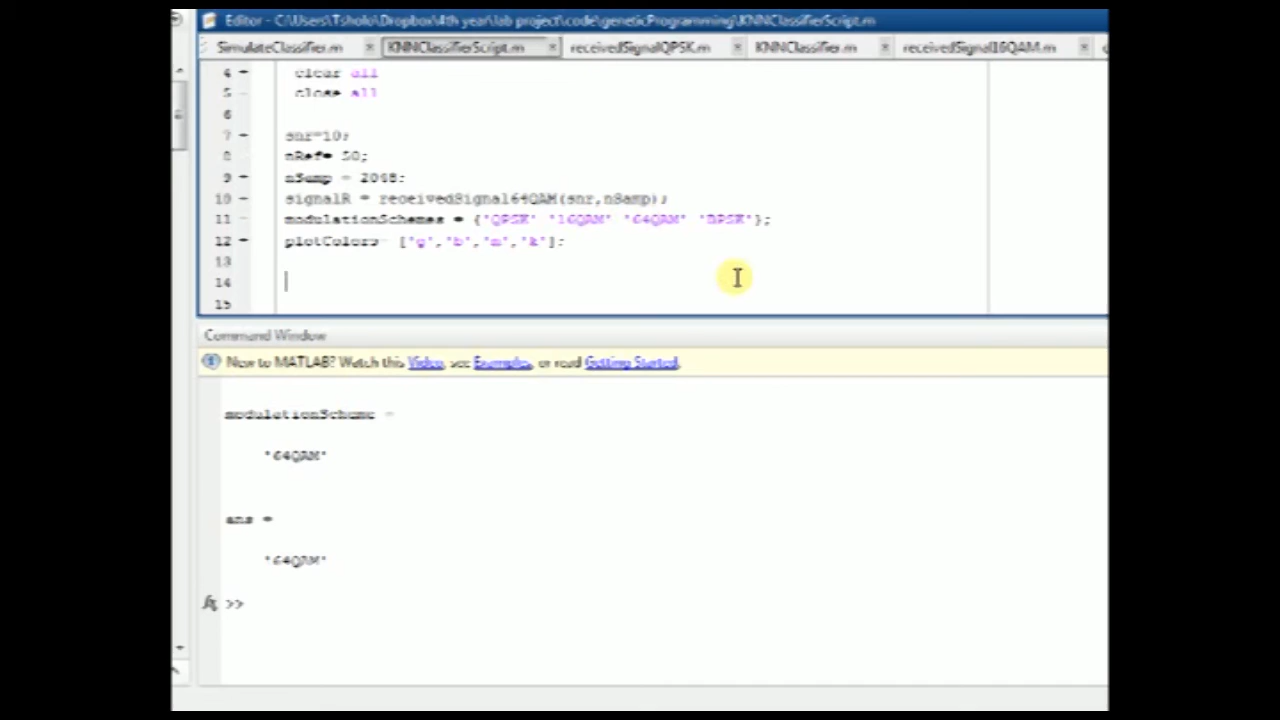 Editor - C:\Users\Tsholo\Dropbox\4th year\lab project\code\geneticProgramming\KNNClassifierScript.m
SimulateClassifier.m × KNNClassifierScript.m × receivedSignalQPSK.m × KNNClassifier.m × receivedSignal16QAM.m ×
4 - clear all
5 - close all
6
7 - snr=10;
8 - nRef= 50;
9 - nSamp = 2048;
10 - signalR = receivedSignal64QAM(snr,nSamp);
11 - modulationSchemes = {'QPSK' '16QAM' '64QAM' 'BPSK'};
12 - plotColors= ['g','b','m','k'];
13
14
15
Command Window
New to MATLAB? Watch this Video, see Examples, or read Getting Started.
modulationScheme =
'64QAM'
ans =
'64QAM'
fx >>